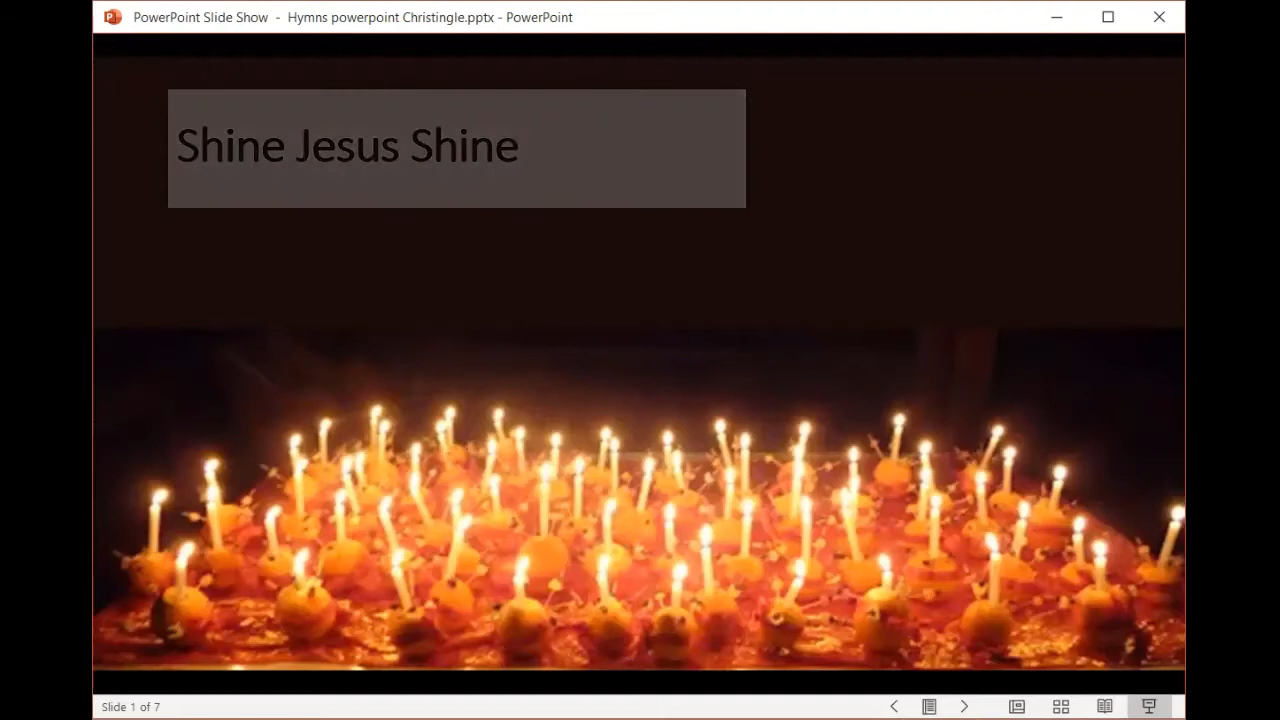 PowerPoint Slide Show - Hymns powerpoint Christingle.pptx - PowerPoint
Shine Jesus Shine
Slide 1 of 7